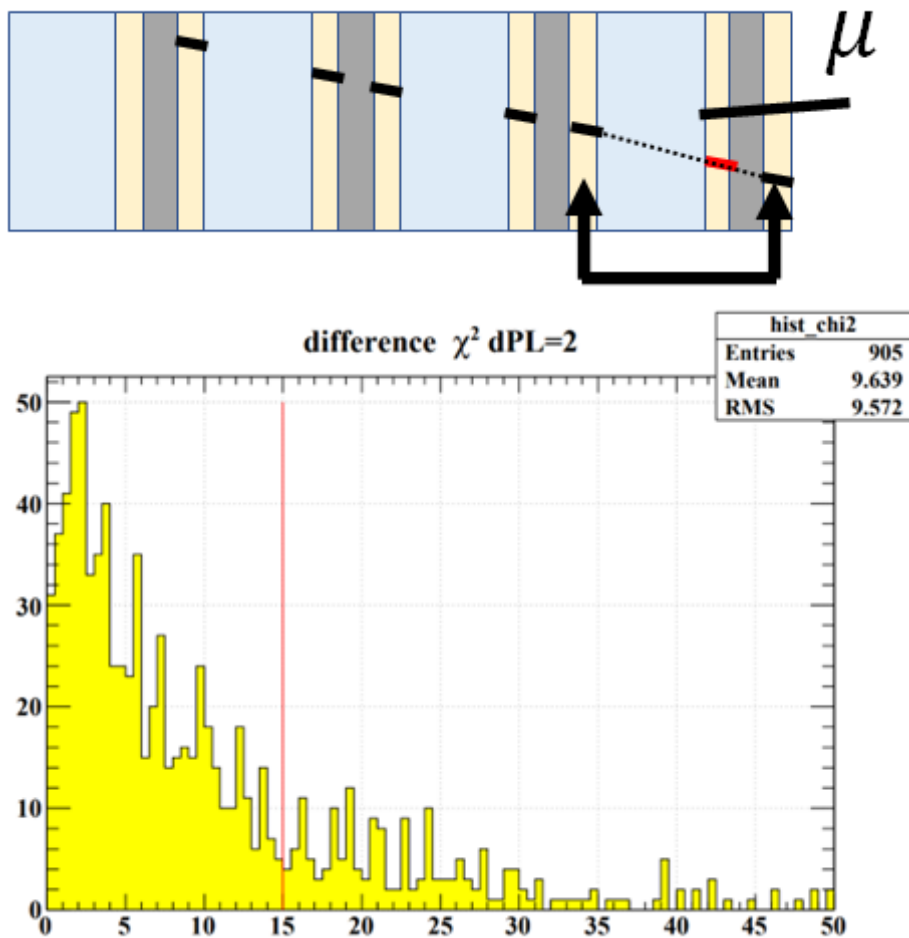 μ
difference χ² dPL=2
hist_chi2
Entries 905
Mean 9.639
RMS 9.572
50
40
30
20
10
0
0 5 10 15 20 25 30 35 40 45 50